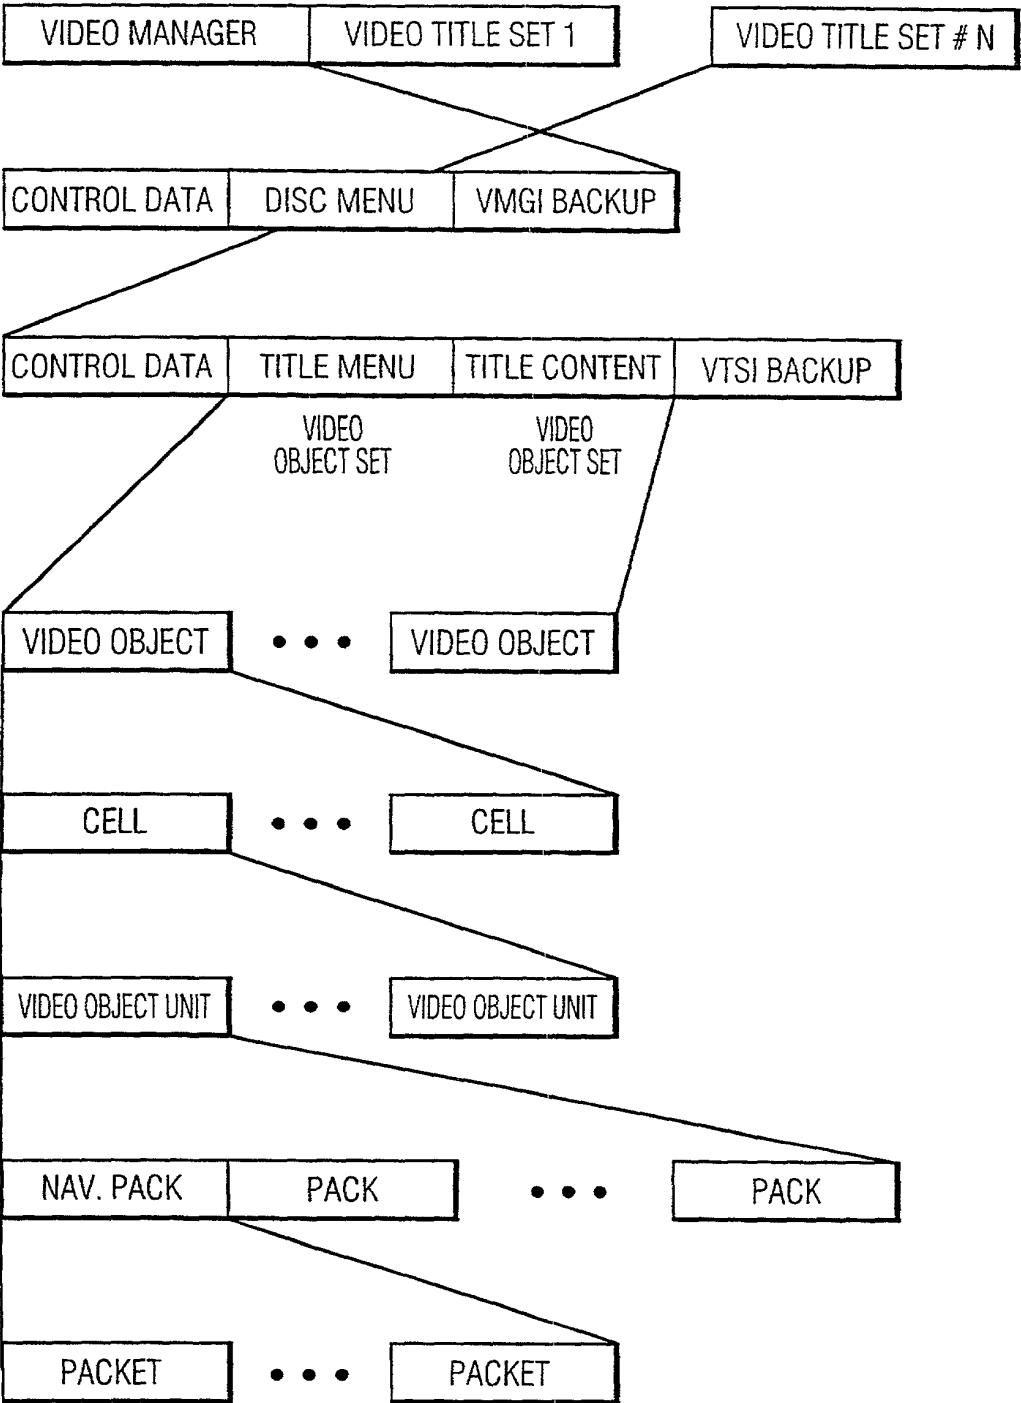 VIDEO MANAGER VIDEO TITLE SET 1 VIDEO TITLE SET # N
CONTROL DATA DISC MENU VMGI BACKUP
CONTROL DATA TITLE MENU TITLE CONTENT VTSI BACKUP
VIDEO OBJECT SET
VIDEO OBJECT SET
VIDEO OBJECT • • • VIDEO OBJECT
CELL • • • CELL
VIDEO OBJECT UNIT • • • VIDEO OBJECT UNIT
NAV. PACK PACK • • • PACK
PACKET • • • PACKET